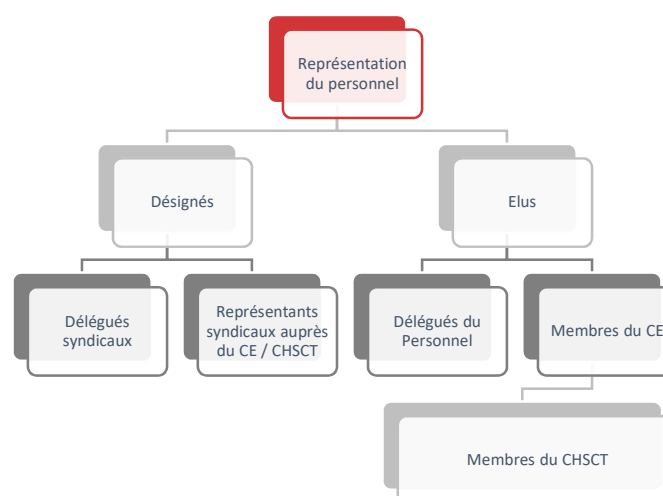 Représentation
du personnel
Désignés
Elus
Délégués
syndicaux
Représentants
syndicaux auprès
du CE / CHSCT
Délégués du
Personnel
Membres du CE
Membres du CHSCT